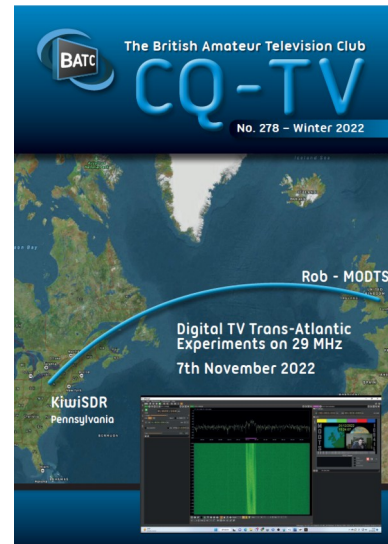 BATC
The British Amateur Television Club
CQ-TV
No. 278 – Winter 2022
Rob - MODTS
Digital TV Trans-Atlantic
Experiments on 29 MHz
7th November 2022
KiwiSDR
Pennsylvania